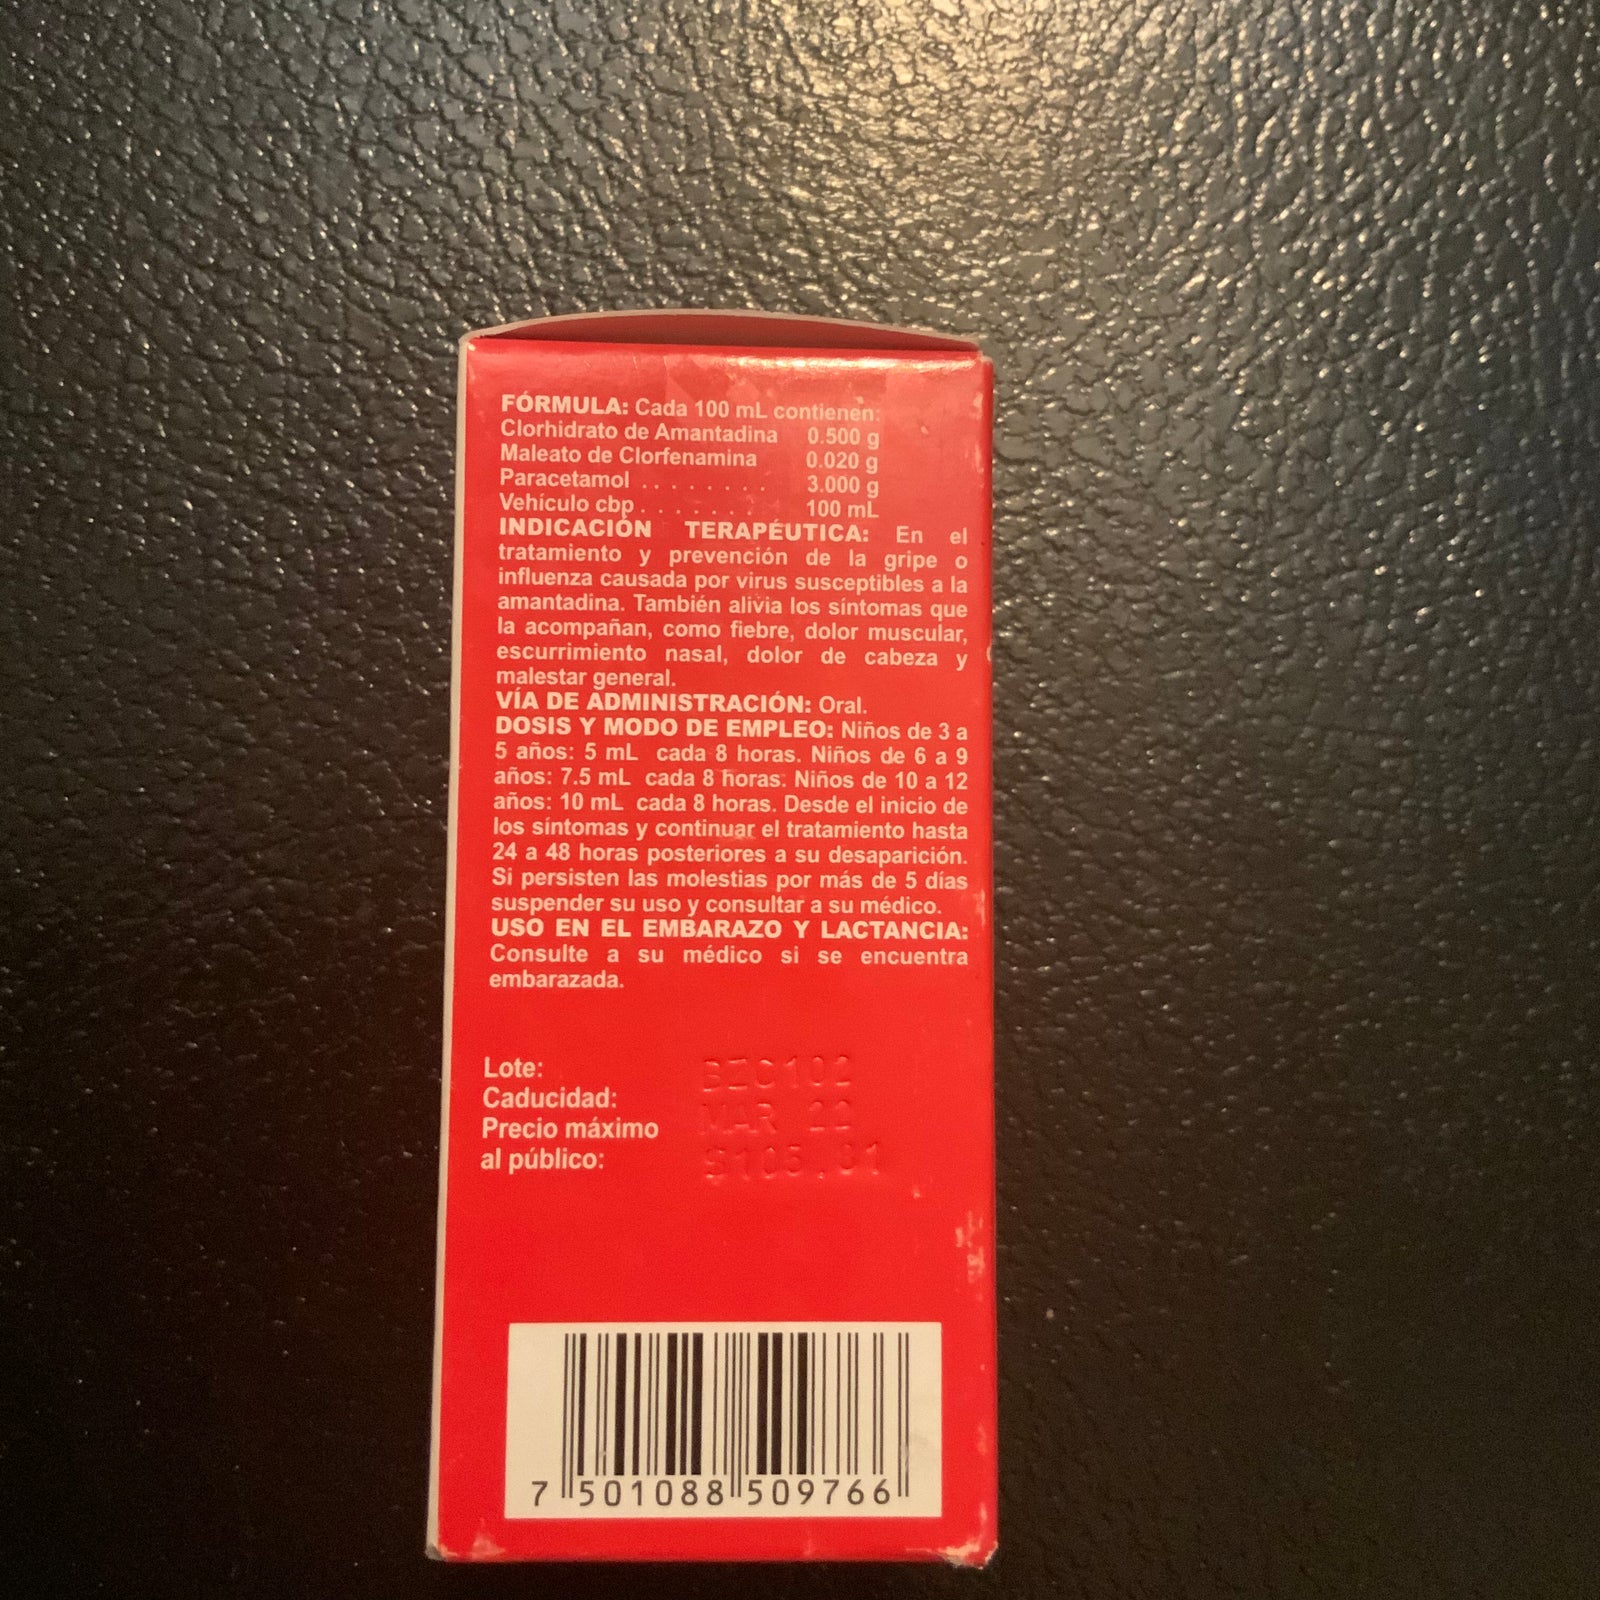 FÓRMULA: Cada 100 mL contienen:
Clorhidrato de Amantadina 0.500 g
Maleato de Clorfenamina 0.020 g
Paracetamol . . . . . . . . 3.000 g
Vehículo cbp . . . . . . . . 100 mL
INDICACIÓN TERAPÉUTICA: En el
tratamiento y prevención de la gripe o
influenza causada por virus susceptibles a la
amantadina. También alivia los síntomas que
la acompañan, como fiebre, dolor muscular,
escurrimiento nasal, dolor de cabeza y
malestar general.
VÍA DE ADMINISTRACIÓN: Oral.
DOSIS Y MODO DE EMPLEO: Niños de 3 a
5 años: 5 mL cada 8 horas. Niños de 6 a 9
años: 7.5 mL cada 8 horas. Niños de 10 a 12
años: 10 mL cada 8 horas. Desde el inicio de
los síntomas y continuar el tratamiento hasta
24 a 48 horas posteriores a su desaparición.
Si persisten las molestias por más de 5 días
suspender su uso y consultar a su médico.
USO EN EL EMBARAZO Y LACTANCIA:
Consulte a su médico si se encuentra
embarazada.
Lote:
Caducidad: MAR 22
Precio máximo
al público:
7 501088 509766